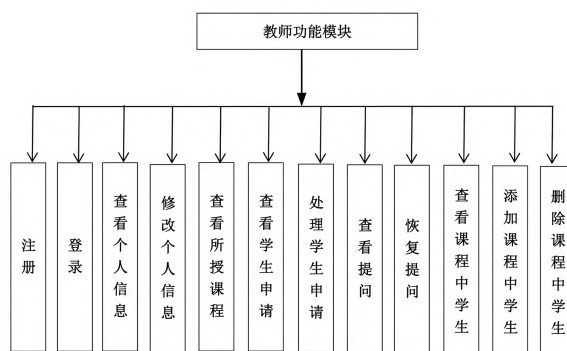 教师功能模块
注册
登录
查看个人信息
修改个人信息
查看所授课程
查看学生申请
处理学生申请
查看提问
恢复提问
查看课程中学生
添加课程中学生
删除课程中学生